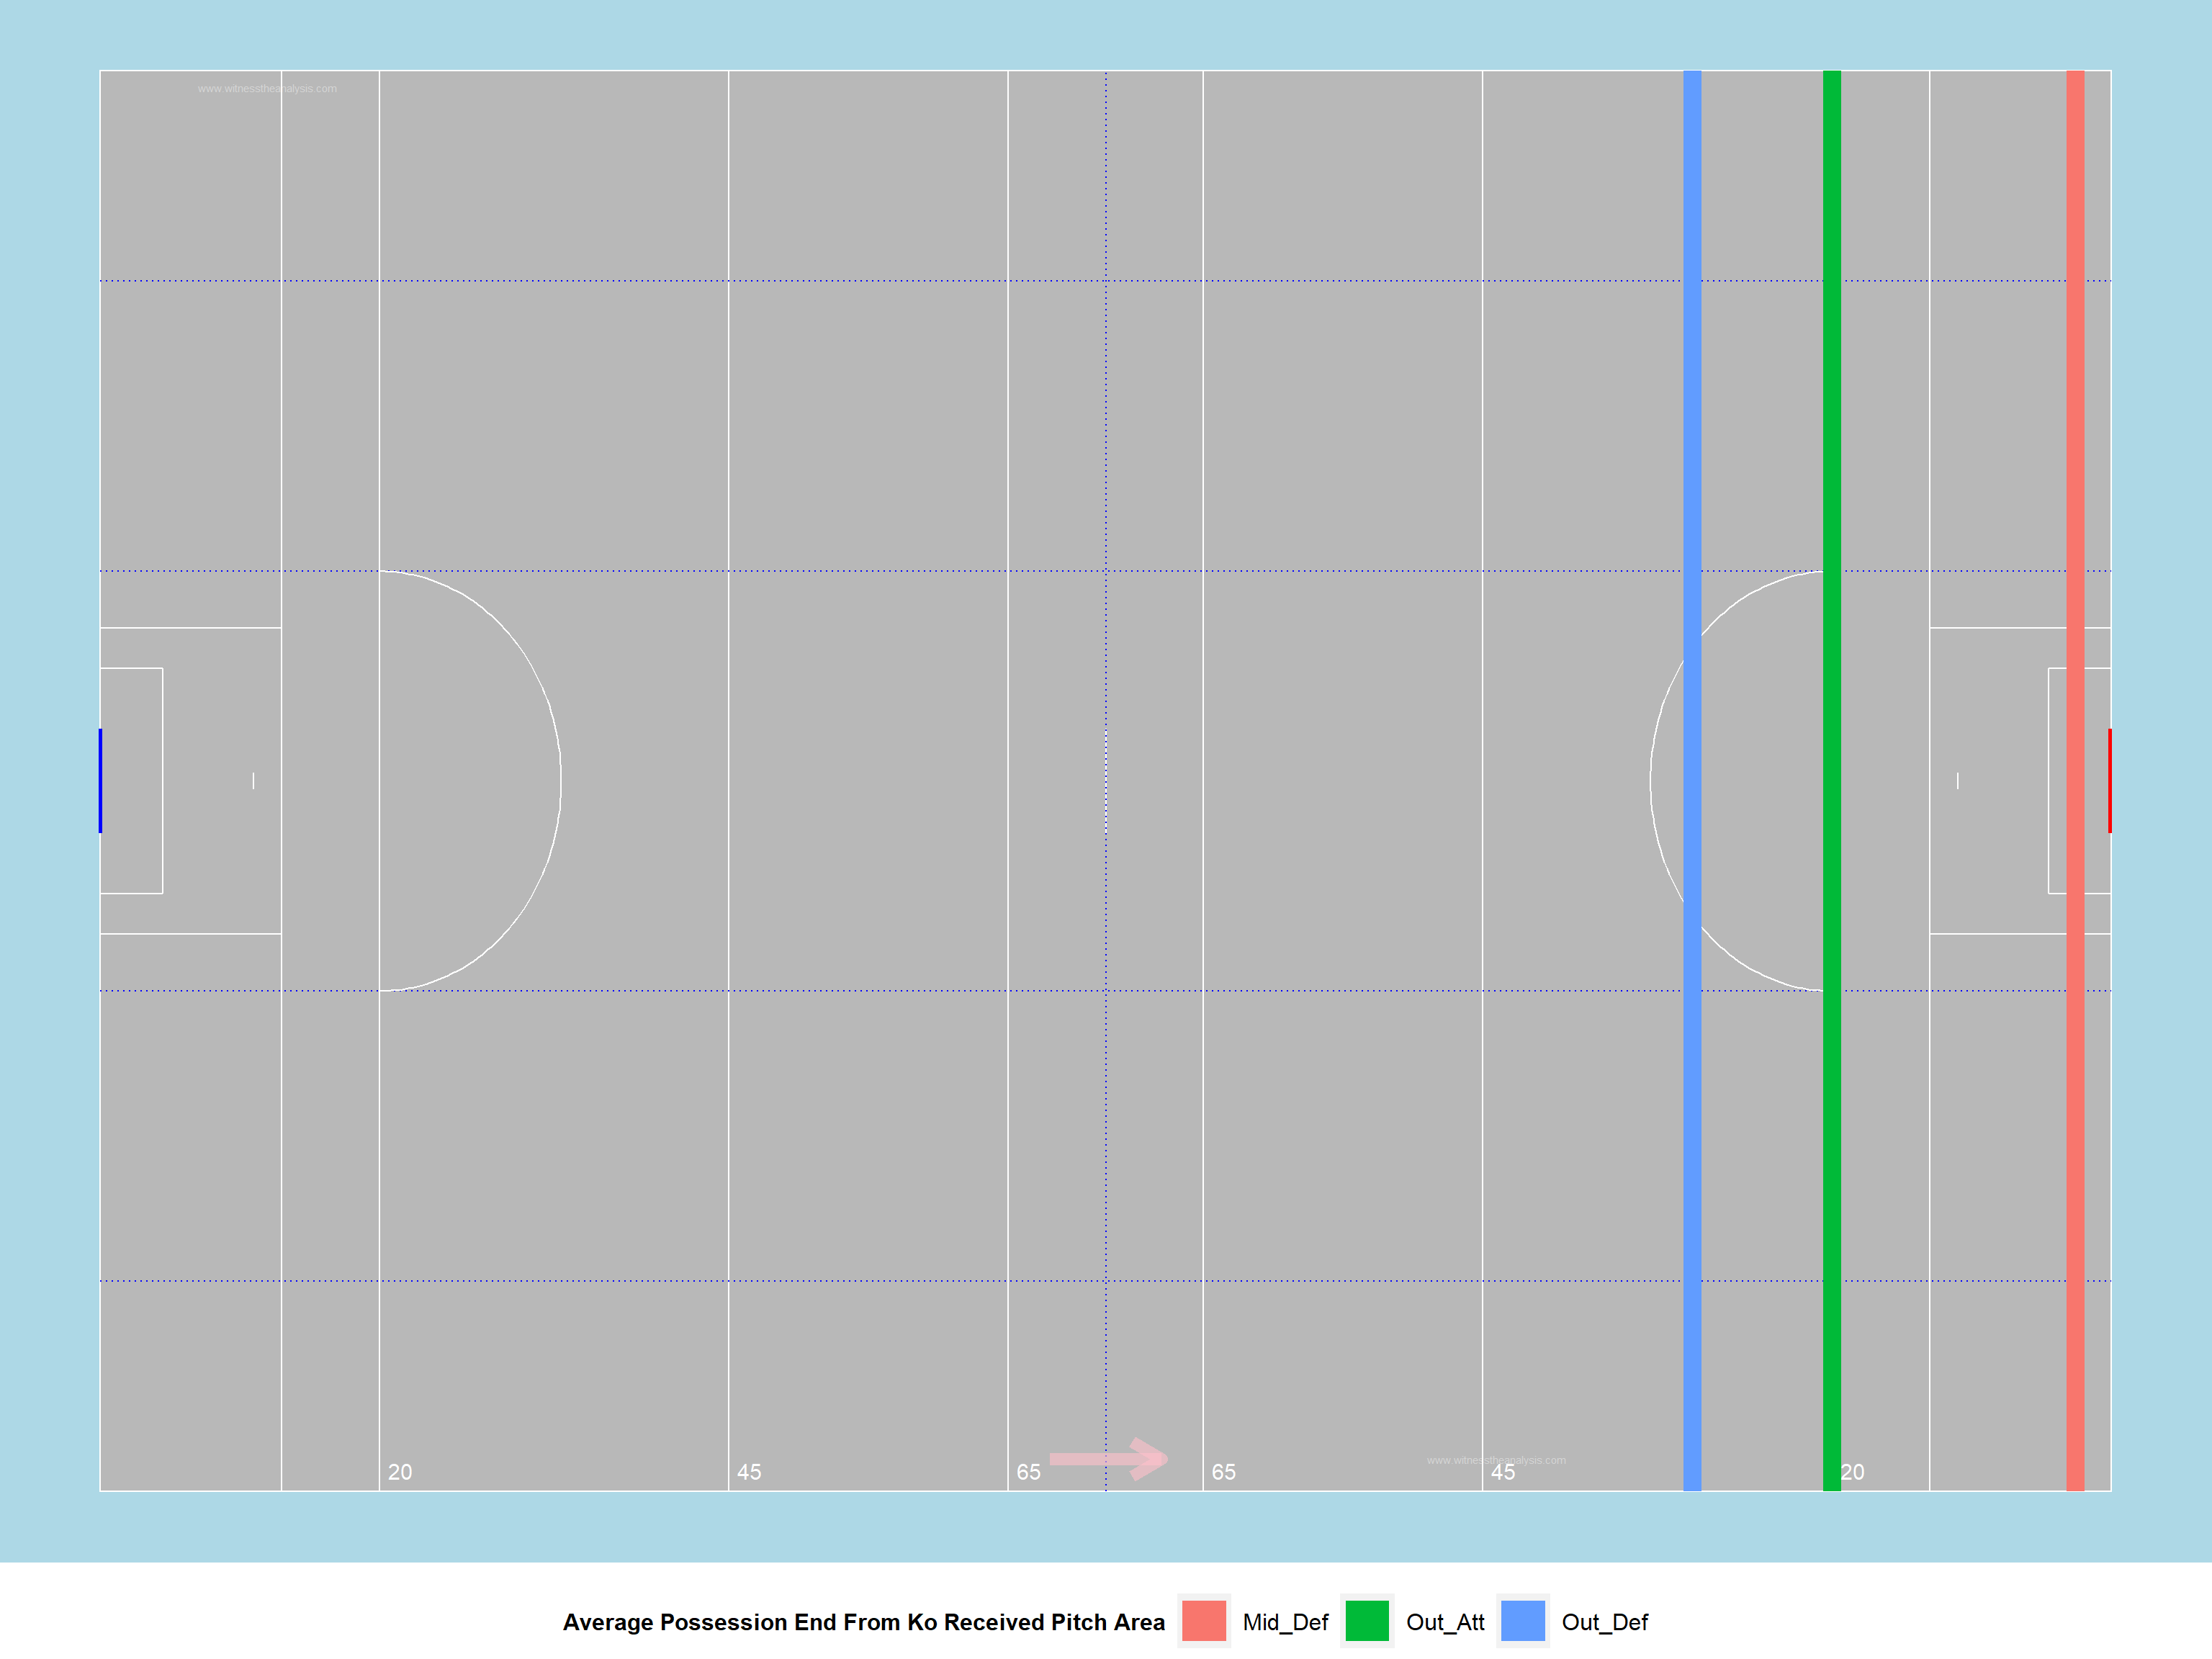 www.witnesstheanalysis.com
20 45 65 65 45 20
www.witnesstheanalysis.com
Average Possession End From Ko Received Pitch Area Mid_Def Out_Att Out_Def